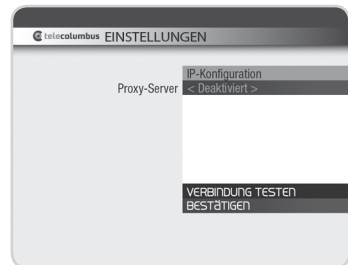 telecolumbus EINSTELLUNGEN
IP-Konfiguration
Proxy-Server < Deaktiviert >
VERBINDUNG TESTEN
BESTÄTIGEN